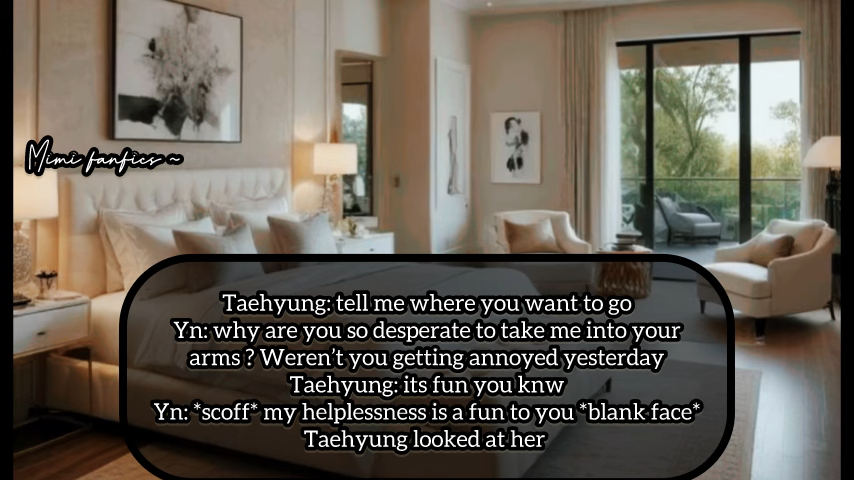 Mimi fanfics ~
Taehyung: tell me where you want to go
Yn: why are you so desperate to take me into your
arms ? Weren't you getting annoyed yesterday
Taehyung: its fun you knw
Yn: *scoff* my helplessness is a fun to you *blank face*
Taehyung looked at her